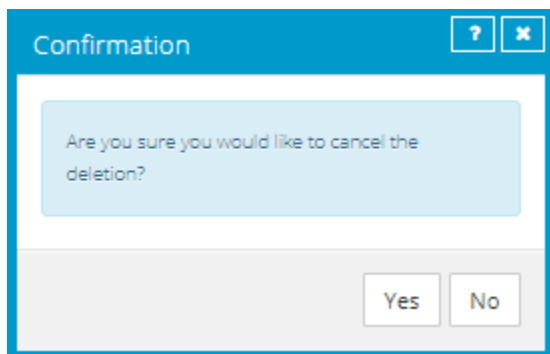 Confirmation
?
Are you sure you would like to cancel the
deletion?
Yes No